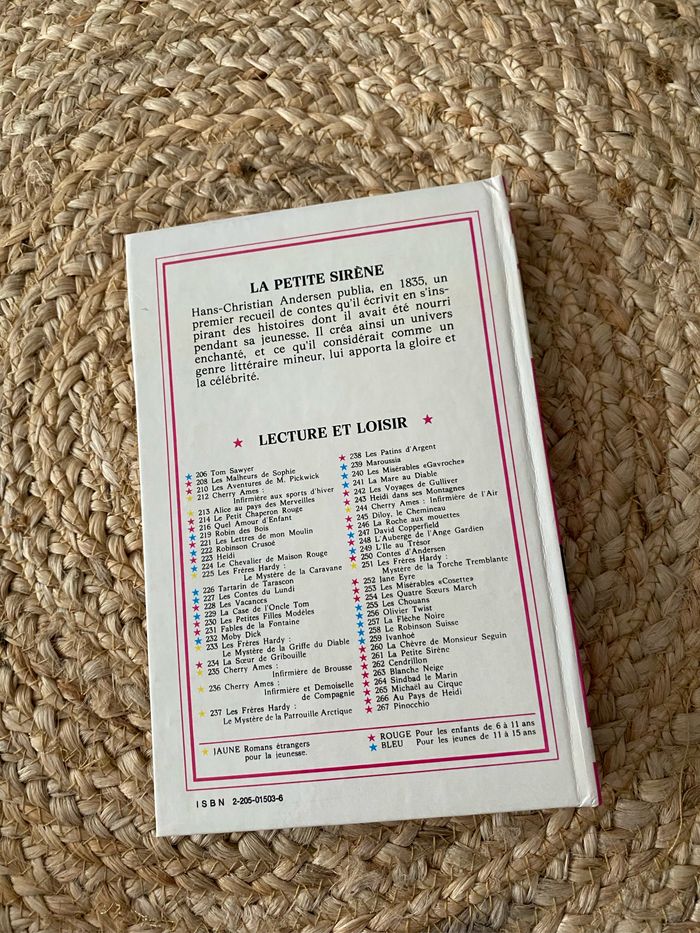 LA PETITE SIRÈNE
Hans-Christian Andersen publia, en 1835, un
premier recueil de contes qu'il écrivit en s'ins-
pirant des histoires dont il avait été nourri
pendant sa jeunesse. Il créa ainsi un univers
enchanté, et ce qu'il considérait comme un
genre littéraire mineur, lui apporta la gloire et
la célébrité.
LECTURE ET LOISIR
206 Tom Sawyer
208 Les Malheurs de Sophie
210 Les Aventures de M. Pickwick
212 Cherry Ames :
Infirmière aux sports d'hiver
213 Alice au pays des Merveilles
214 Le Petit Chaperon Rouge
216 Quel Amour d'Enfant
219 Robin des Bois
221 Les Lettres de mon Moulin
222 Robinson Crusoé
223 Heidi
224 Le Chevalier de Maison Rouge
225 Les Frères Hardy :
Le Mystère de la Caravane
226 Tartarin de Tarascon
227 Les Contes du Lundi
228 Les Vacances
229 La Case de l'Oncle Tom
230 Les Petites Filles Modèles
231 Fables de la Fontaine
232 Moby Dick
233 Les Frères Hardy :
Le Mystère de la Griffe du Diable
234 La Sœur de Gribouille
235 Cherry Ames :
Infirmière de Brousse
236 Cherry Ames :
Infirmière et Demoiselle
de Compagnie
237 Les Frères Hardy :
Le Mystère de la Patrouille Arctique
238 Les Patins d'Argent
239 Maroussia
240 Les Misérables «Gavroche»
241 La Mare au Diable
242 Les Voyages de Gulliver
243 Heidi dans ses Montagnes
244 Cherry Ames : Infirmière de l'Air
245 Diloy, le Chemineau
246 La Roche aux mouettes
247 David Copperfield
248 L'Auberge de l'Ange Gardien
249 L'Ile au Trésor
250 Contes d'Andersen
251 Les Frères Hardy :
Mystère de la Torche Tremblante
252 Jane Eyre
253 Les Misérables «Cosette»
254 Les Quatre Sœurs March
255 Les Chouans
256 Oliver Twist
257 La Flèche Noire
258 Le Robinson Suisse
259 Ivanhoé
260 La Chèvre de Monsieur Seguin
261 La Petite Sirène
262 Cendrillon
263 Blanche Neige
264 Sindbad le Marin
265 Michaël au Cirque
266 Au Pays de Heidi
267 Pinocchio
JAUNE Romans étrangers
pour la jeunesse.
ROUGE Pour les enfants de 6 à 11 ans
BLEU Pour les jeunes de 11 à 15 ans
ISBN 2-205-01503-6